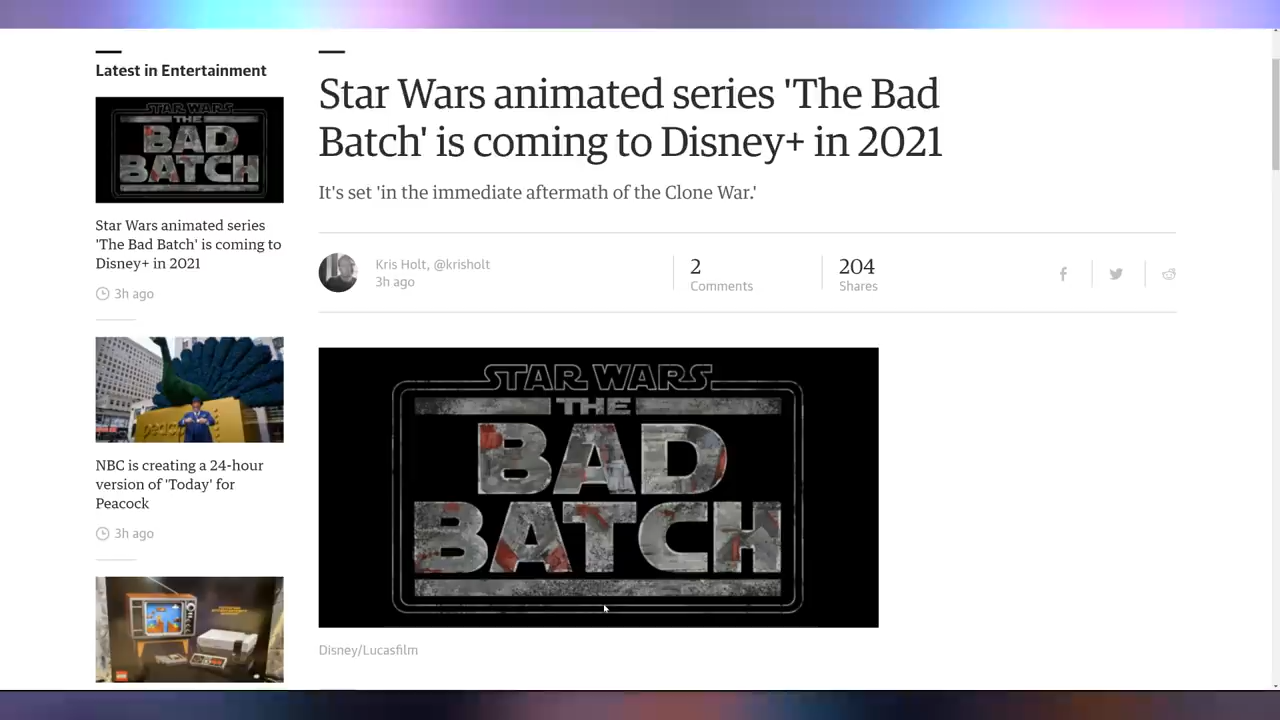 Latest in Entertainment
STAR WARS
THE
BAD
BATCH
Star Wars animated series
'The Bad Batch' is coming to
Disney+ in 2021
3h ago
peacock
NBC is creating a 24-hour
version of 'Today' for
Peacock
3h ago
Star Wars animated series 'The Bad
Batch' is coming to Disney+ in 2021
It's set 'in the immediate aftermath of the Clone War.'
Kris Holt, @krisholt
3h ago
2
Comments
204
Shares
STAR WARS
THE
BAD
BATCH
Disney/Lucasfilm